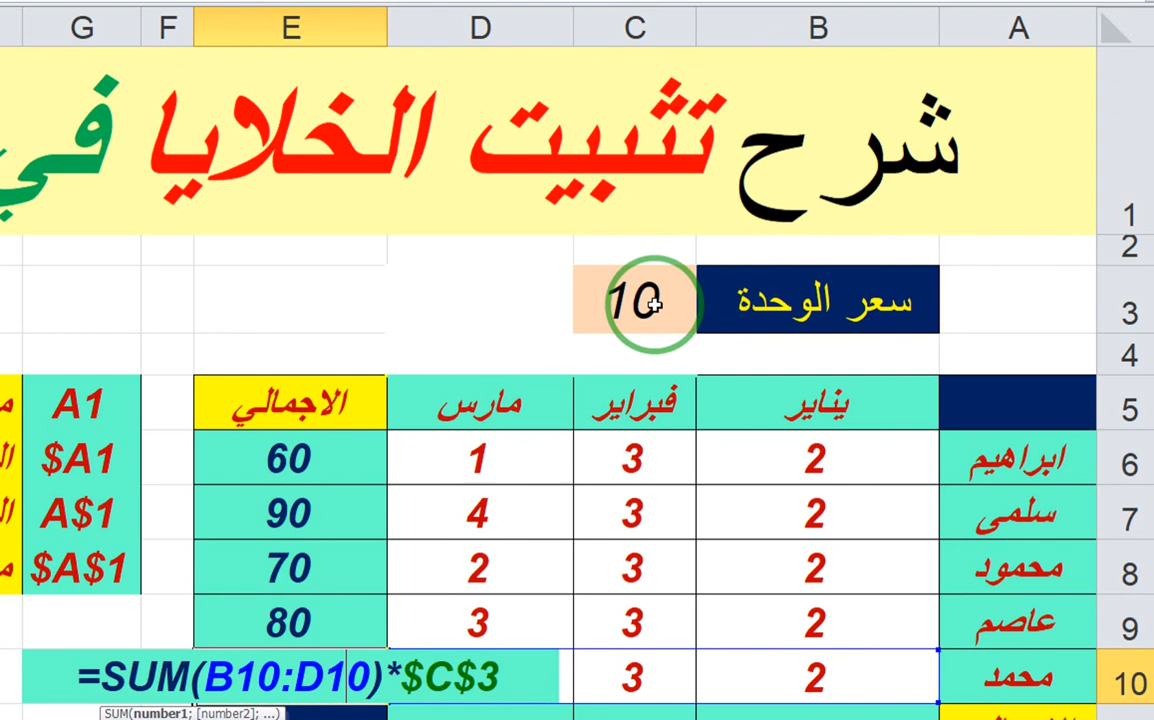 A B C D E F G
1 شرح تثبيت الخلايا في
2
3 سعر الوحدة 10
4
5 يناير فبراير مارس الاجمالي A1
6 ابراهيم 2 3 1 60 $A1
7 سلمى 2 3 4 90 A$1
8 محمود 2 3 2 70 $A$1
9 عاصم 2 3 3 80
10 محمد 2 3 =SUM(B10:D10)*$C$3
SUM(number1; [number2]; ...)